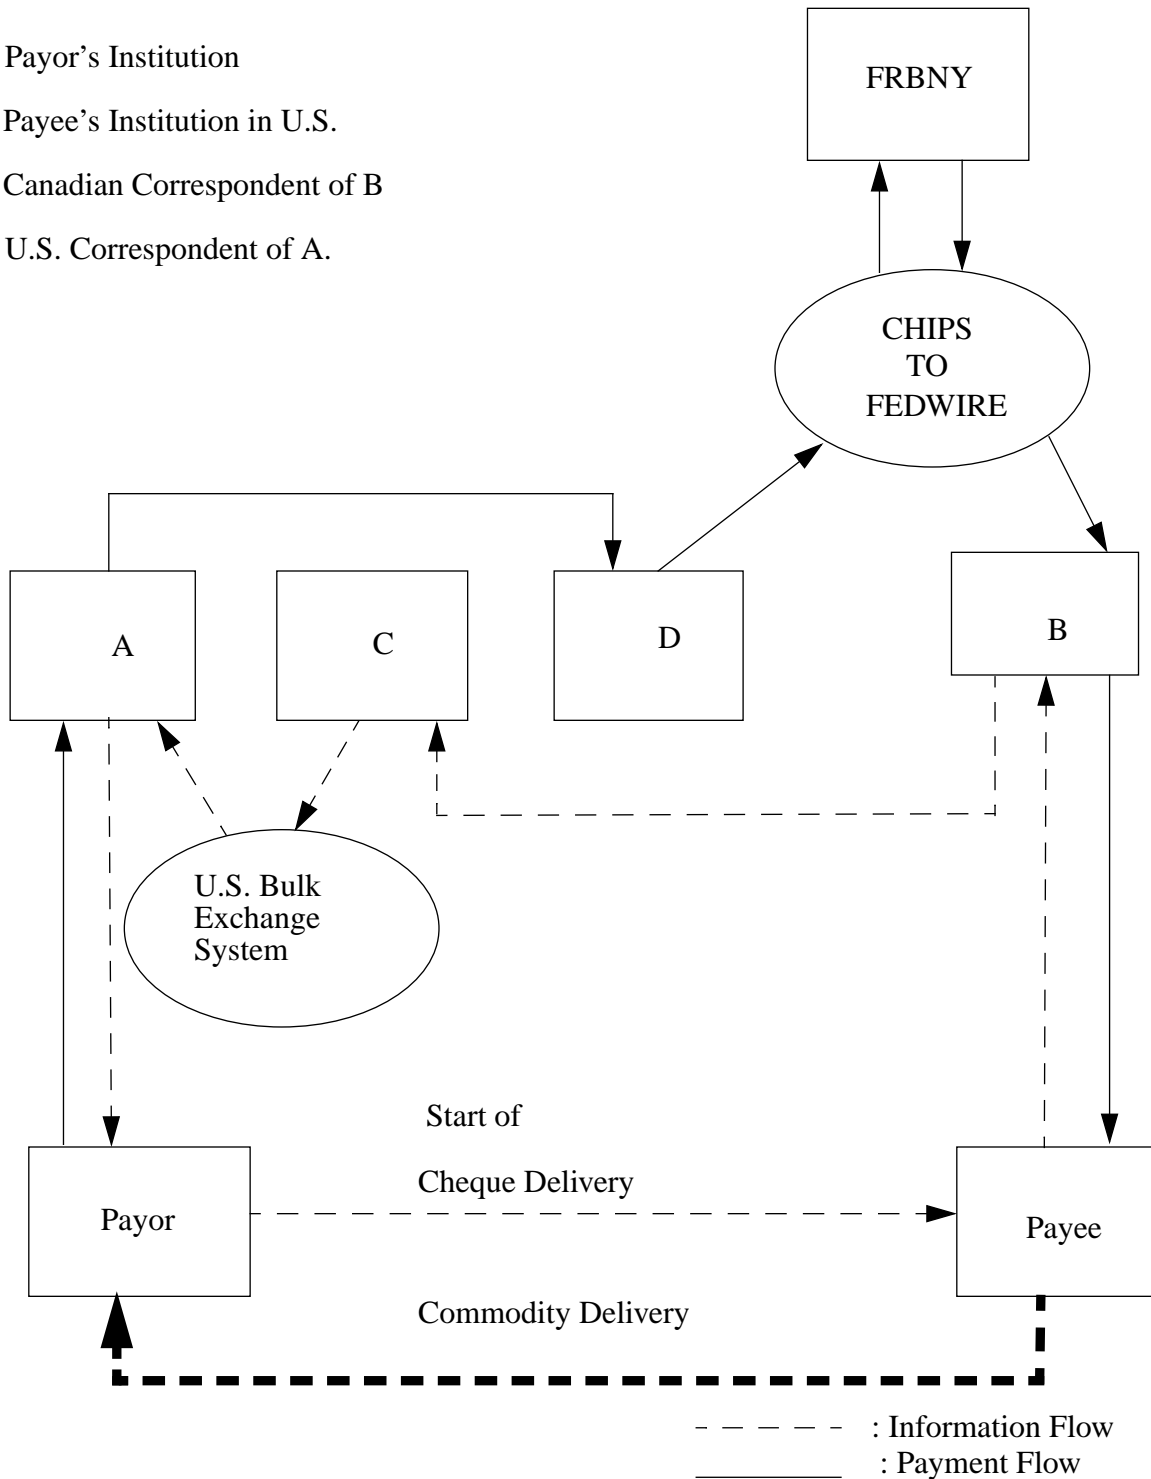 Payor’s Institution
Payee’s Institution in U.S.
Canadian Correspondent of B
U.S. Correspondent of A.
FRBNY
CHIPS
TO
FEDWIRE
A
C
D
B
U.S. Bulk
Exchange
System
Start of
Cheque Delivery
Payor
Payee
Commodity Delivery
: Information Flow
: Payment Flow